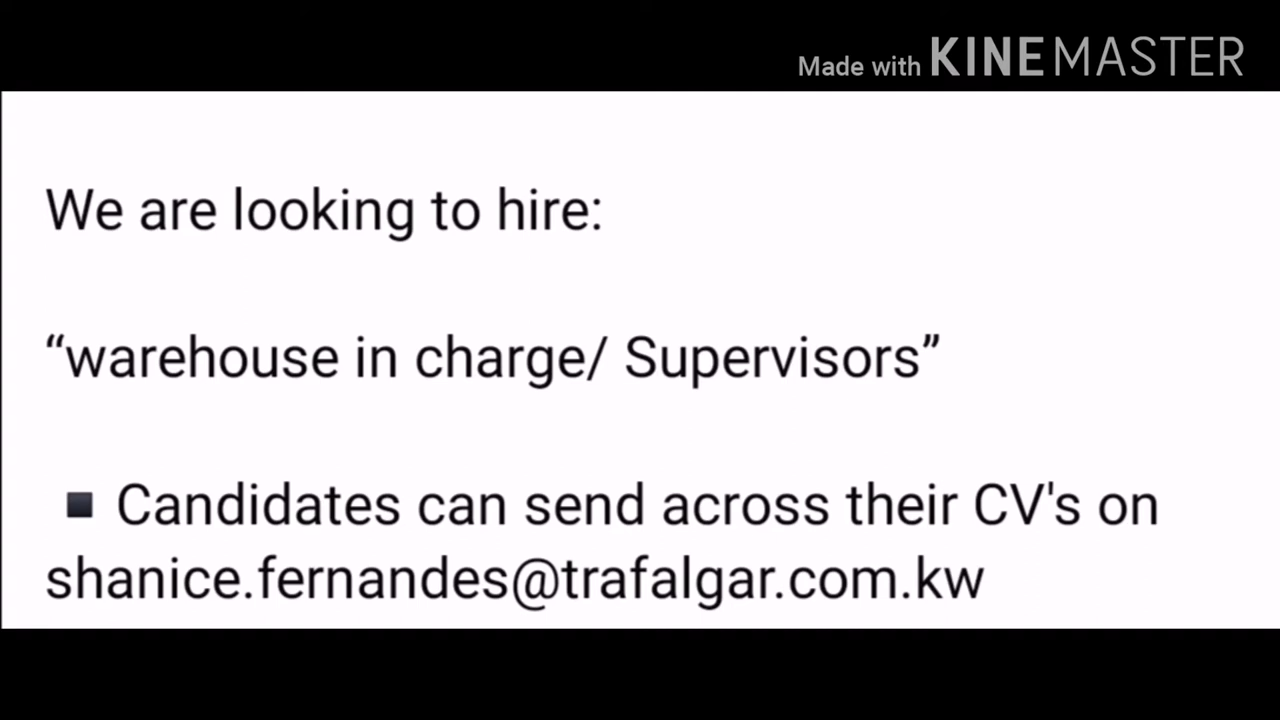 Made with KINEMASTER
We are looking to hire:
“warehouse in charge/ Supervisors”
▪ Candidates can send across their CV's on
shanice.fernandes@trafalgar.com.kw